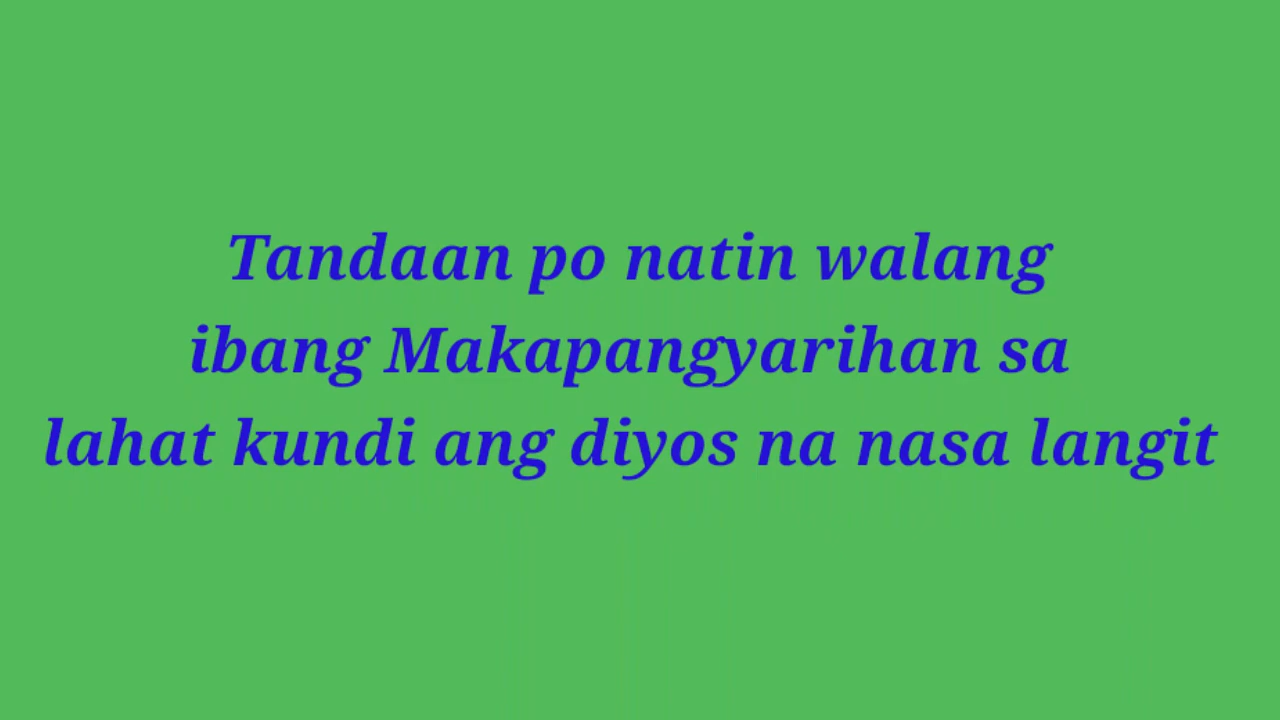 Tandaan po natin walang
ibang Makapangyarihan sa
lahat kundi ang diyos na nasa langit